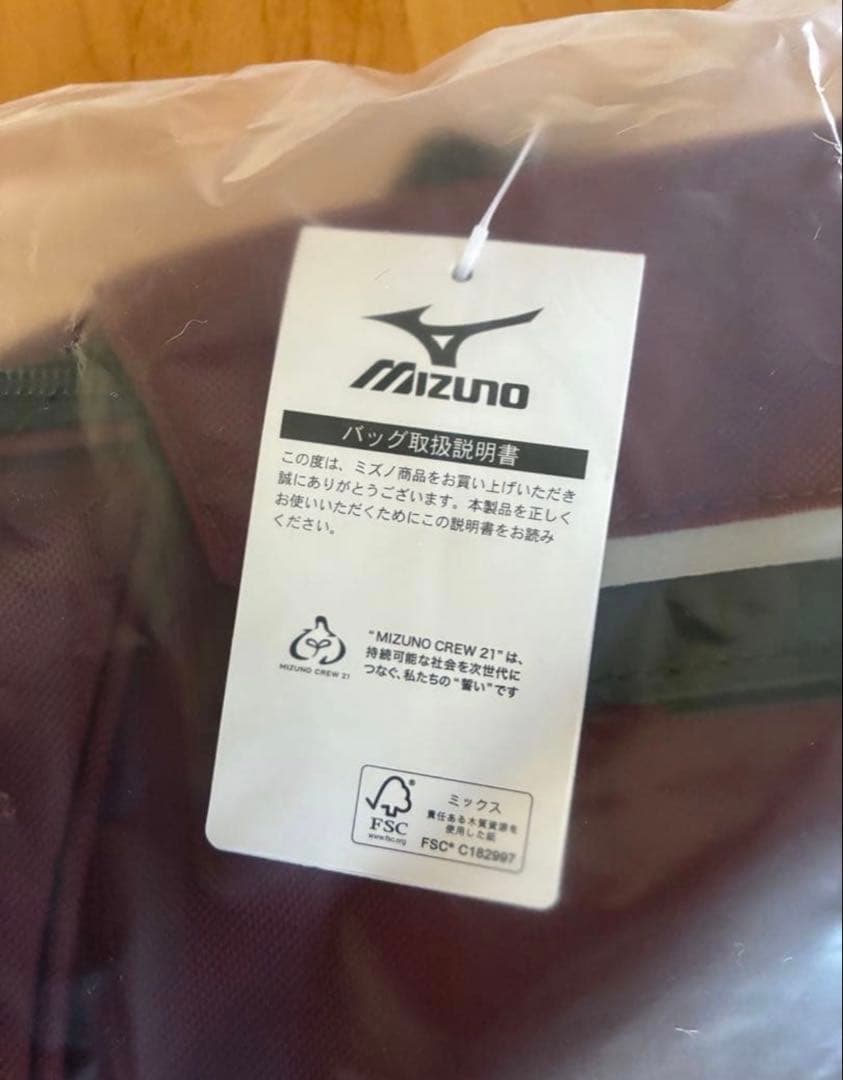 MIZUNO
バッグ取扱説明書
この度は、ミズノ商品をお買い上げいただき
誠にありがとうございます。本製品を正しく
お使いいただくためにこの説明書をお読み
ください。
MIZUNO CREW 21
“MIZUNO CREW 21”は、
持続可能な社会を次世代に
つなぐ、私たちの“誓い”です
FSC®
www.fsc.org
ミックス
責任ある木質資源を
使用した紙
FSC® C182997